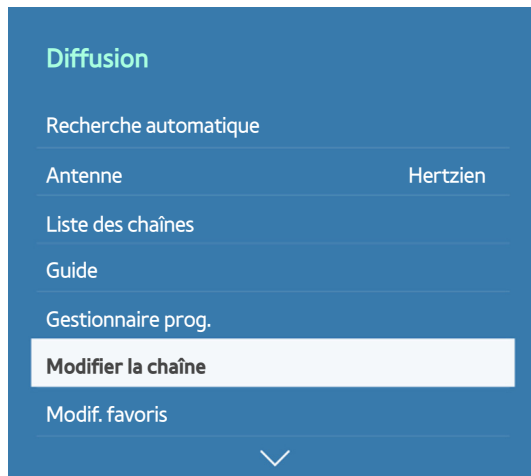 Diffusion
Recherche automatique
Antenne Hertzien
Liste des chaînes
Guide
Gestionnaire prog.
Modifier la chaîne
Modif. favoris